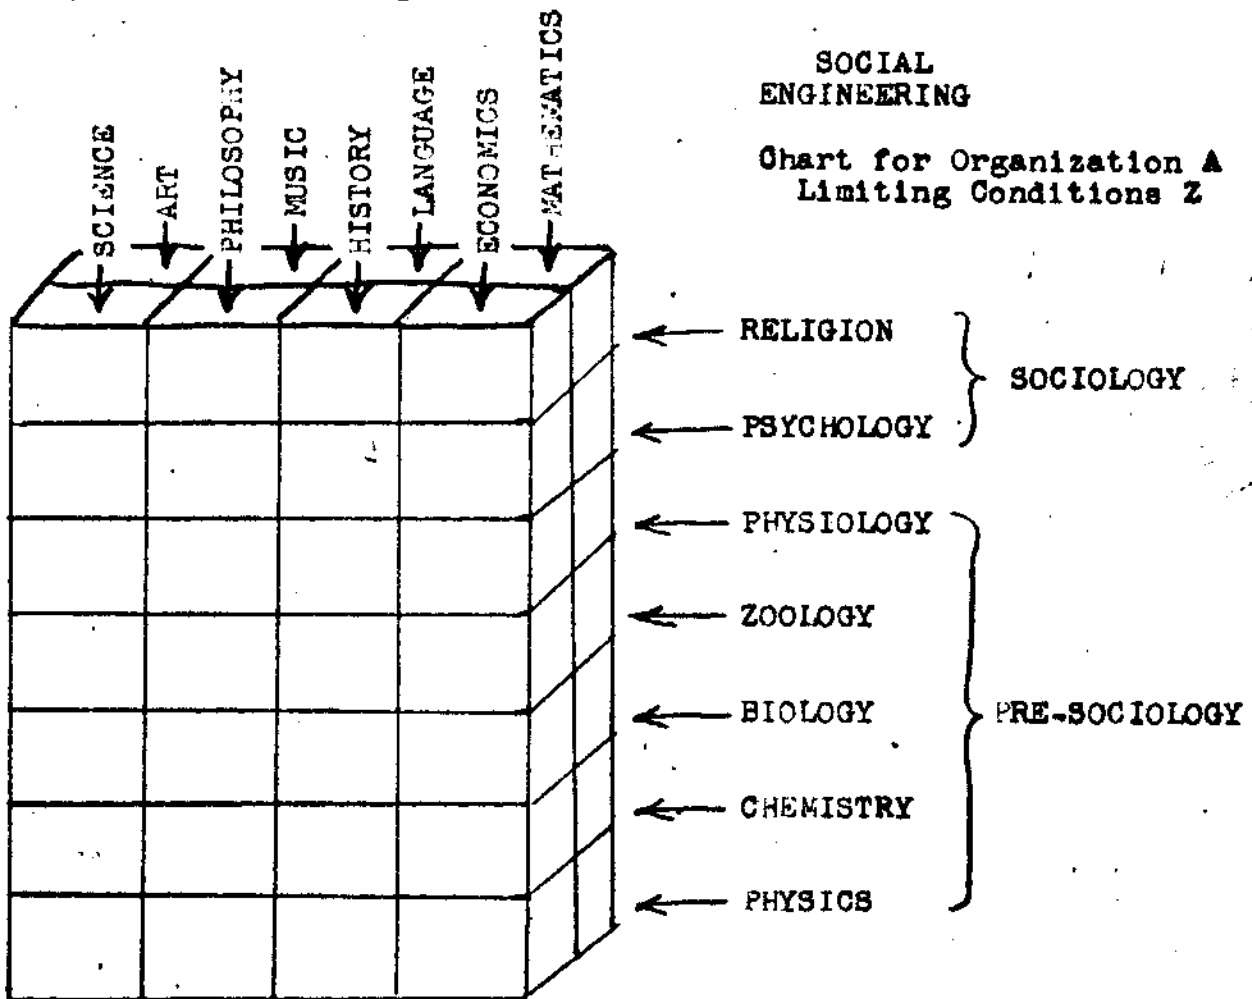 SOCIAL
ENGINEERING
Chart for Organization A
Limiting Conditions Z
SCIENCE
ART
PHILOSOPHY
MUSIC
HISTORY
LANGUAGE
ECONOMICS
MATHEMATICS
RELIGION
PSYCHOLOGY
SOCIOLOGY
PHYSIOLOGY
ZOOLOGY
BIOLOGY
PRE-SOCIOLOGY
CHEMISTRY
PHYSICS